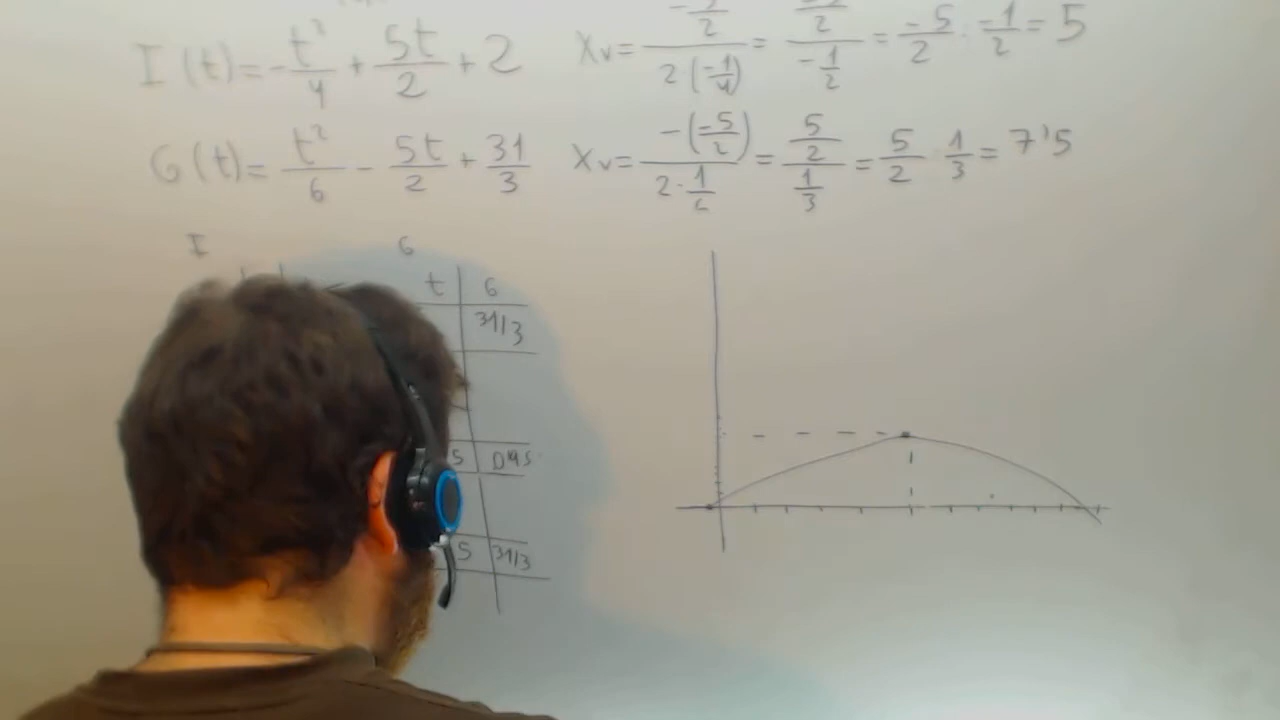 I (t)= -t²/4 + 5t/2 + 2
Xv= -5/2 / 2·(-1/4) = -5/2 / -1/2 = -5/2 · -1/2 = 5
G (t)= t²/6 - 5t/2 + 31/3
Xv= -(-5/2) / 2·1/6 = 5/2 / 1/3 = 5/2 · 1/3 = 7'5
I
G
t G
31/3
5
5 31/3